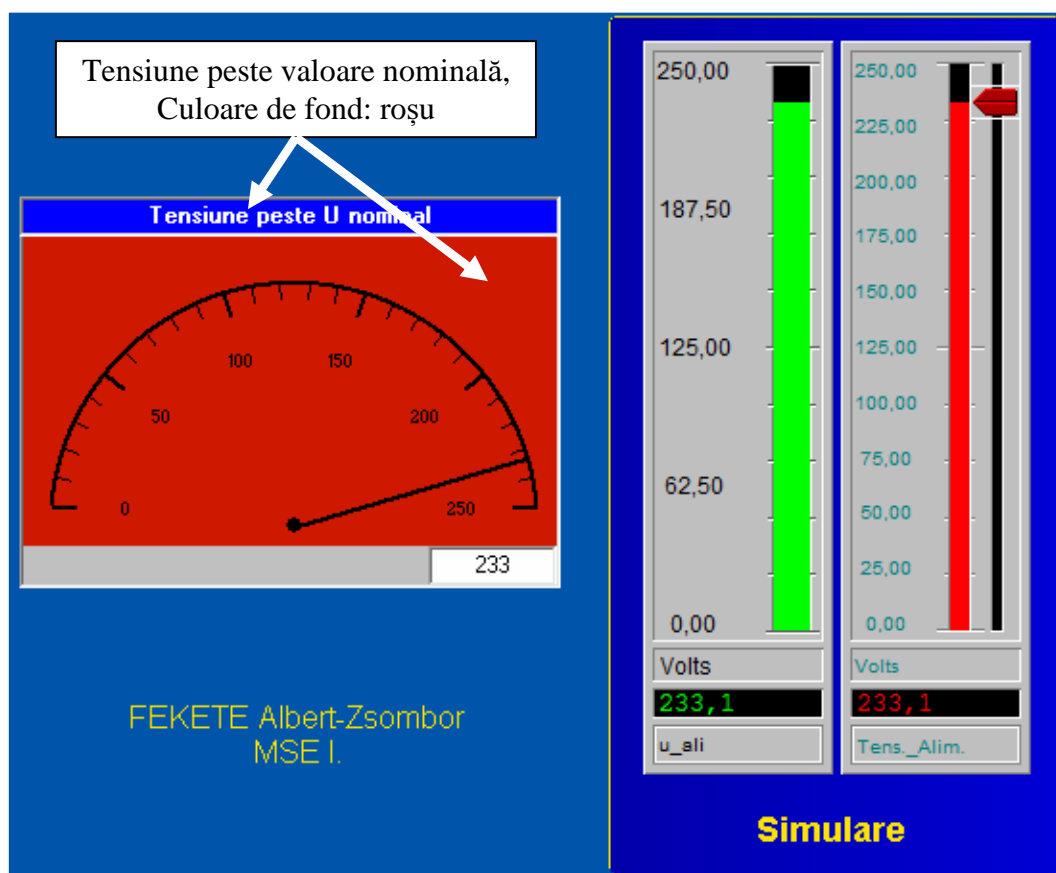 Tensiune peste valoare nominală,
Culoare de fond: roșu
Tensiune peste U nominal
0
50
100
150
200
250
233
FEKETE Albert-Zsombor
MSE I.
250,00
187,50
125,00
62,50
0,00
Volts
233,1
u_ali
250,00
225,00
200,00
175,00
150,00
125,00
100,00
75,00
50,00
25,00
0,00
Volts
233,1
Tens._Alim.
Simulare